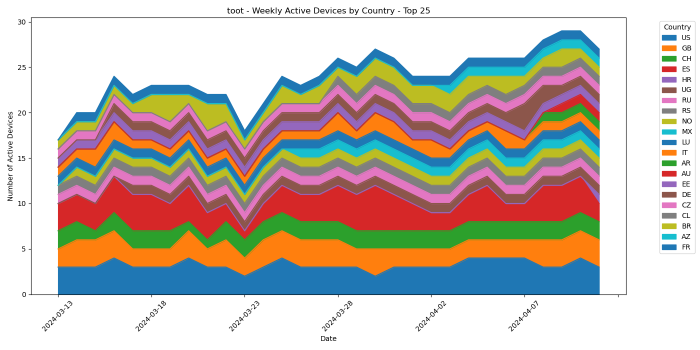 toot - Weekly Active Devices by Country - Top 25
Number of Active Devices
30
25
20
15
10
5
0
2024-03-13
2024-03-18
2024-03-23
2024-03-28
2024-04-02
2024-04-07
Date
Country
US
GB
CH
ES
HR
UG
RU
RS
NO
MX
LU
IT
AR
AU
EE
DE
CZ
CL
BR
AZ
FR